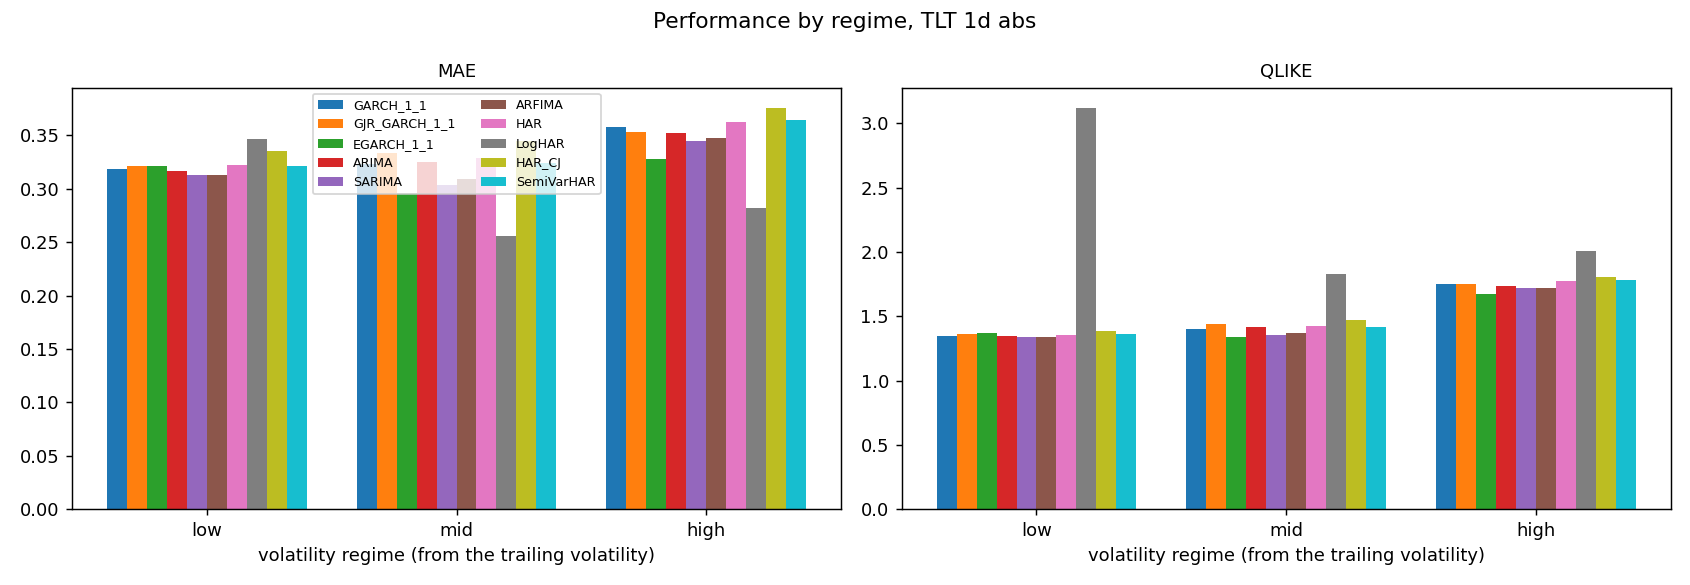 Performance by regime, TLT 1d abs
MAE
GARCH_1_1
GJR_GARCH_1_1
EGARCH_1_1
ARIMA
SARIMA
ARFIMA
HAR
LogHAR
HAR_CJ
SemiVarHAR
0.35
0.30
0.25
0.20
0.15
0.10
0.05
0.00
low
mid
high
volatility regime (from the trailing volatility)
QLIKE
3.0
2.5
2.0
1.5
1.0
0.5
0.0
low
mid
high
volatility regime (from the trailing volatility)